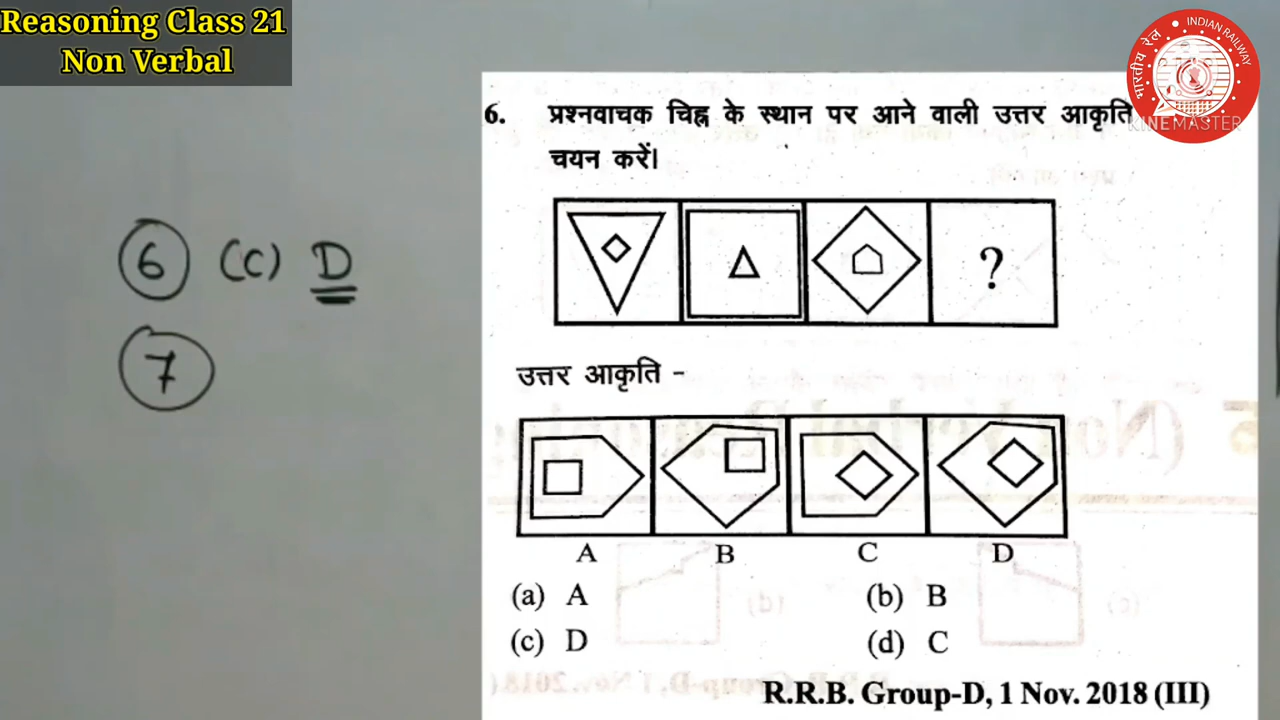 Reasoning Class 21
Non Verbal
भारतीय रेल
INDIAN RAILWAY
KINEMASTER
6. प्रश्नवाचक चिह्न के स्थान पर आने वाली उत्तर आकृति
चयन करें।
?
6 (c) D
7
उत्तर आकृति -
A B C D
(a) A (b) B
(c) D (d) C
R.R.B. Group-D, 1 Nov. 2018 (III)